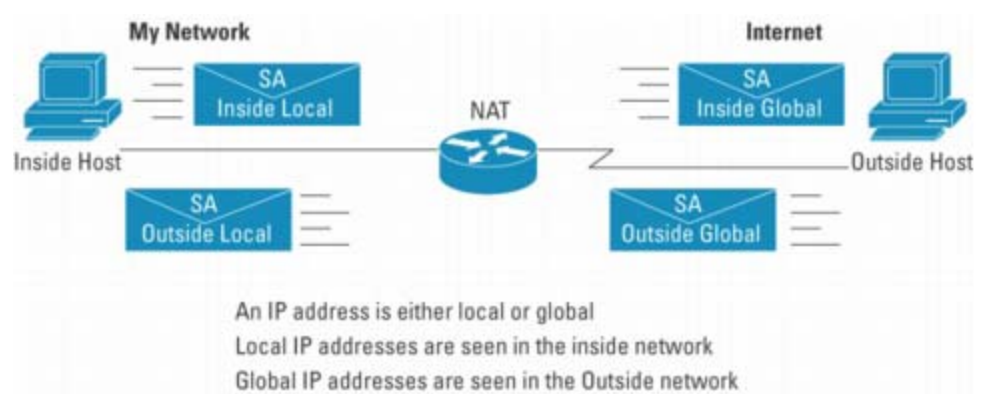 My Network
Internet
SA
Inside Local
NAT
SA
Inside Global
Inside Host
Outside Host
SA
Outside Local
SA
Outside Global
An IP address is either local or global
Local IP addresses are seen in the inside network
Global IP addresses are seen in the Outside network